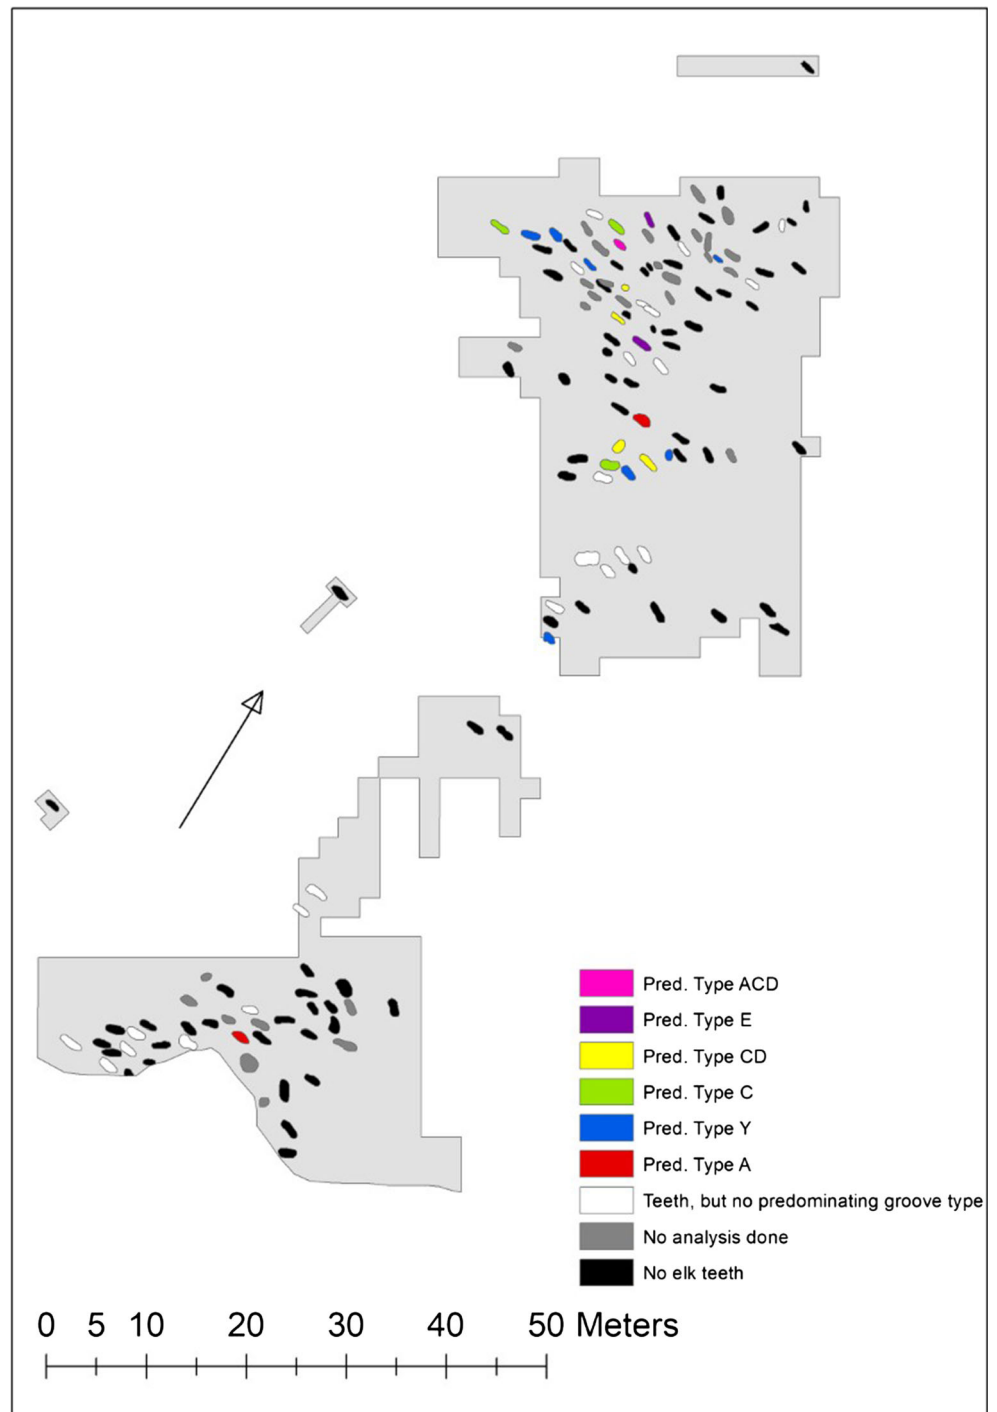 Pred. Type ACD
Pred. Type E
Pred. Type CD
Pred. Type C
Pred. Type Y
Pred. Type A
Teeth, but no predominating groove type
No analysis done
No elk teeth
0 5 10 20 30 40 50 Meters